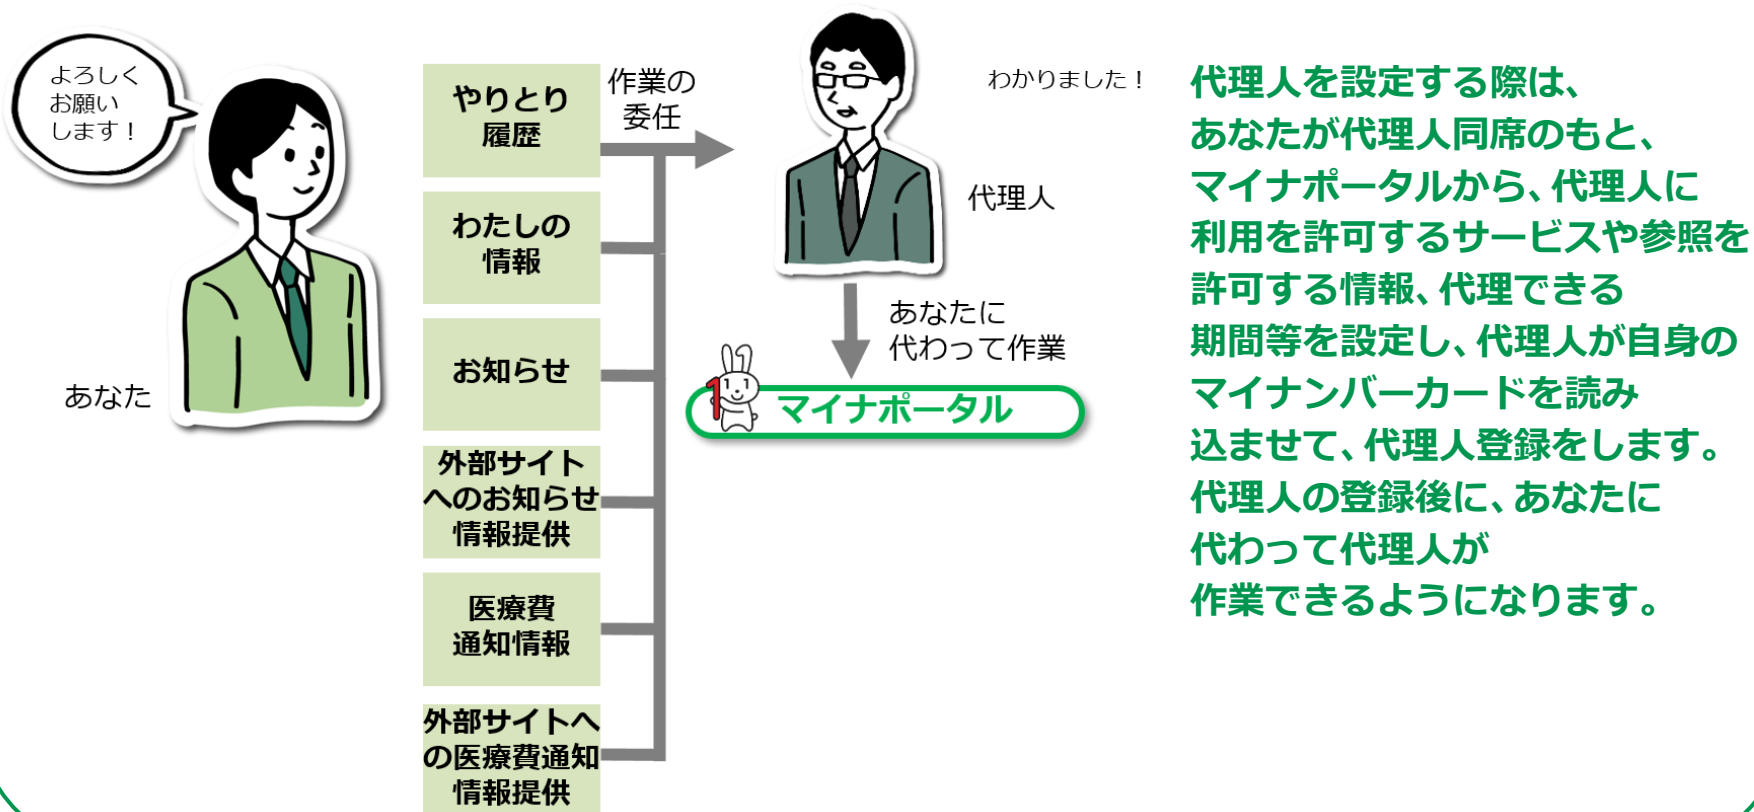 よろしく
お願い
します！
あなた
やりとり
履歴
わたしの
情報
お知らせ
外部サイト
へのお知らせ
情報提供
医療費
通知情報
外部サイトへ
の医療費通知
情報提供
作業の
委任
わかりました！
代理人
あなたに
代わって作業
マイナポータル
代理人を設定する際は、
あなたが代理人同席のもと、
マイナポータルから、代理人に
利用を許可するサービスや参照を
許可する情報、代理できる
期間等を設定し、代理人が自身の
マイナンバーカードを読み
込ませて、代理人登録をします。
代理人の登録後に、あなたに
代わって代理人が
作業できるようになります。